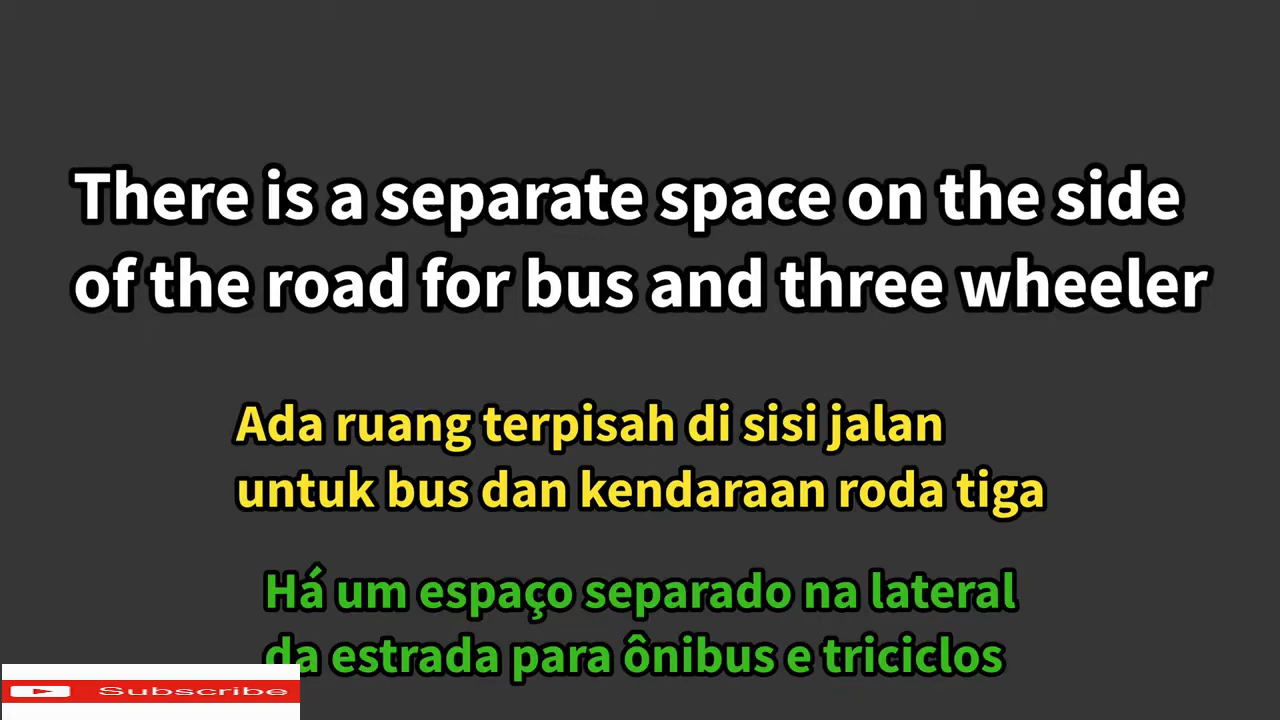 There is a separate space on the side
of the road for bus and three wheeler
Ada ruang terpisah di sisi jalan
untuk bus dan kendaraan roda tiga
Há um espaço separado na lateral
da estrada para ônibus e triciclos
Subscribe